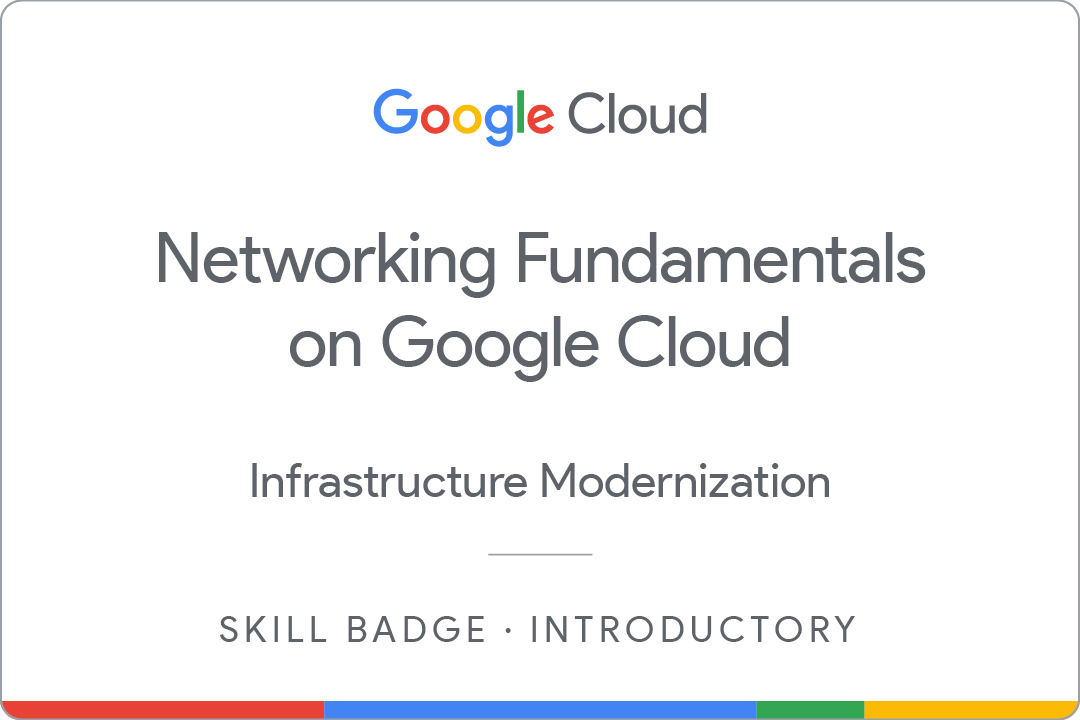 Google Cloud
Networking Fundamentals
on Google Cloud
Infrastructure Modernization
SKILL BADGE · INTRODUCTORY